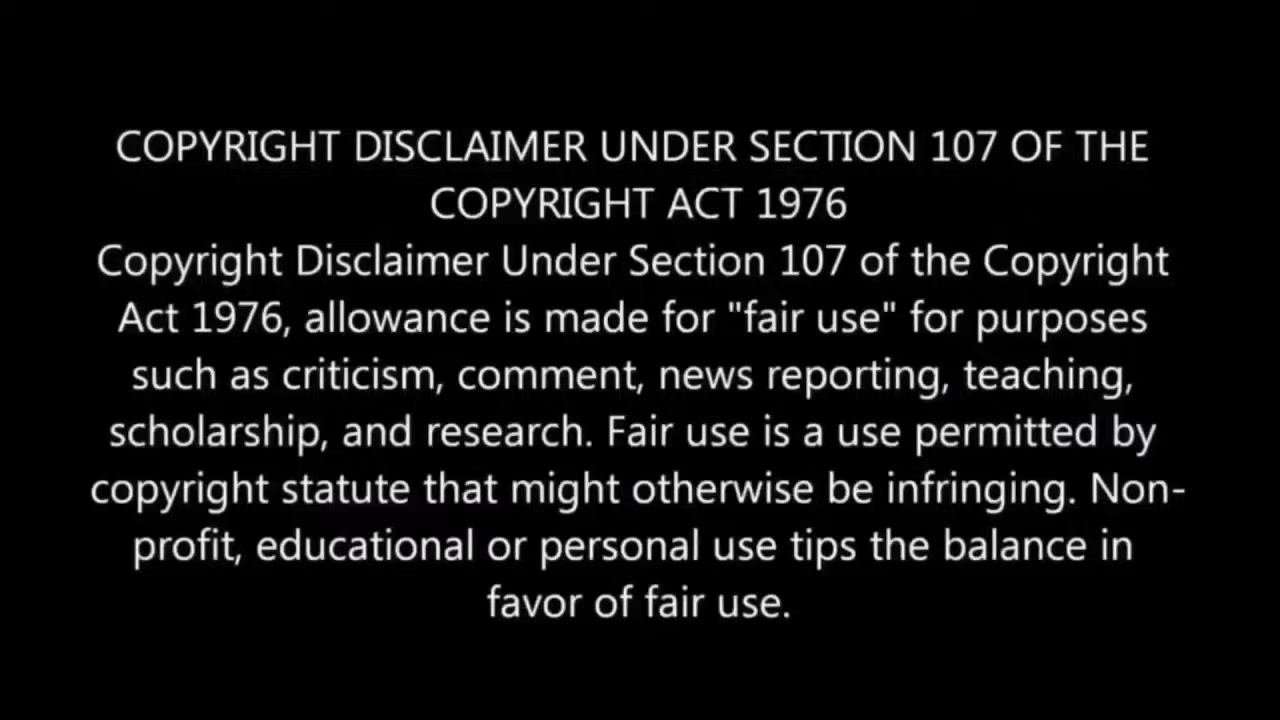 COPYRIGHT DISCLAIMER UNDER SECTION 107 OF THE
COPYRIGHT ACT 1976
Copyright Disclaimer Under Section 107 of the Copyright
Act 1976, allowance is made for "fair use" for purposes
such as criticism, comment, news reporting, teaching,
scholarship, and research. Fair use is a use permitted by
copyright statute that might otherwise be infringing. Non-
profit, educational or personal use tips the balance in
favor of fair use.